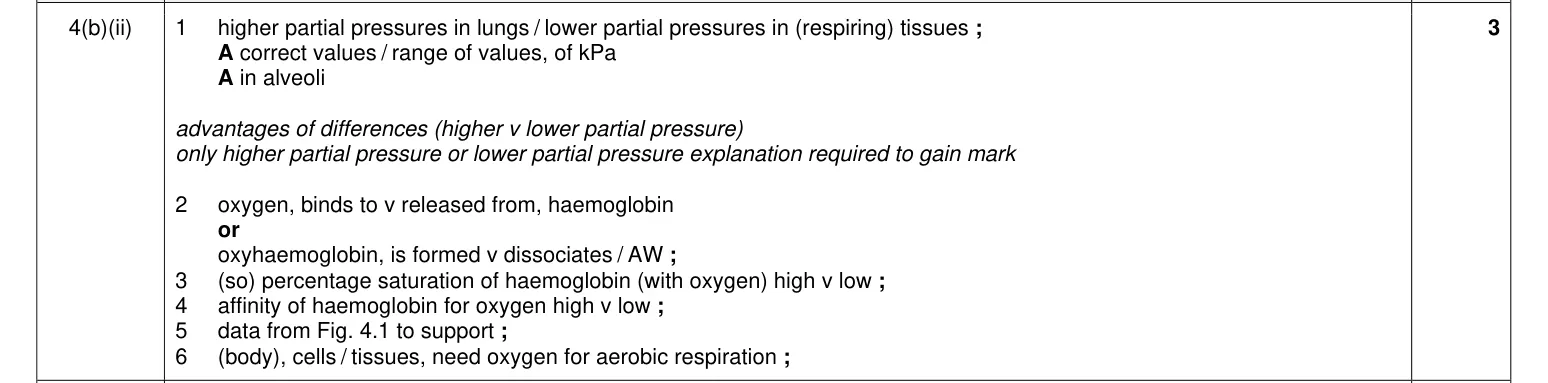 4(b)(ii) 1 higher partial pressures in lungs / lower partial pressures in (respiring) tissues ; 3
A correct values / range of values, of kPa
A in alveoli
advantages of differences (higher v lower partial pressure)
only higher partial pressure or lower partial pressure explanation required to gain mark
2 oxygen, binds to v released from, haemoglobin
or
oxyhaemoglobin, is formed v dissociates / AW ;
3 (so) percentage saturation of haemoglobin (with oxygen) high v low ;
4 affinity of haemoglobin for oxygen high v low ;
5 data from Fig. 4.1 to support ;
6 (body), cells / tissues, need oxygen for aerobic respiration ;